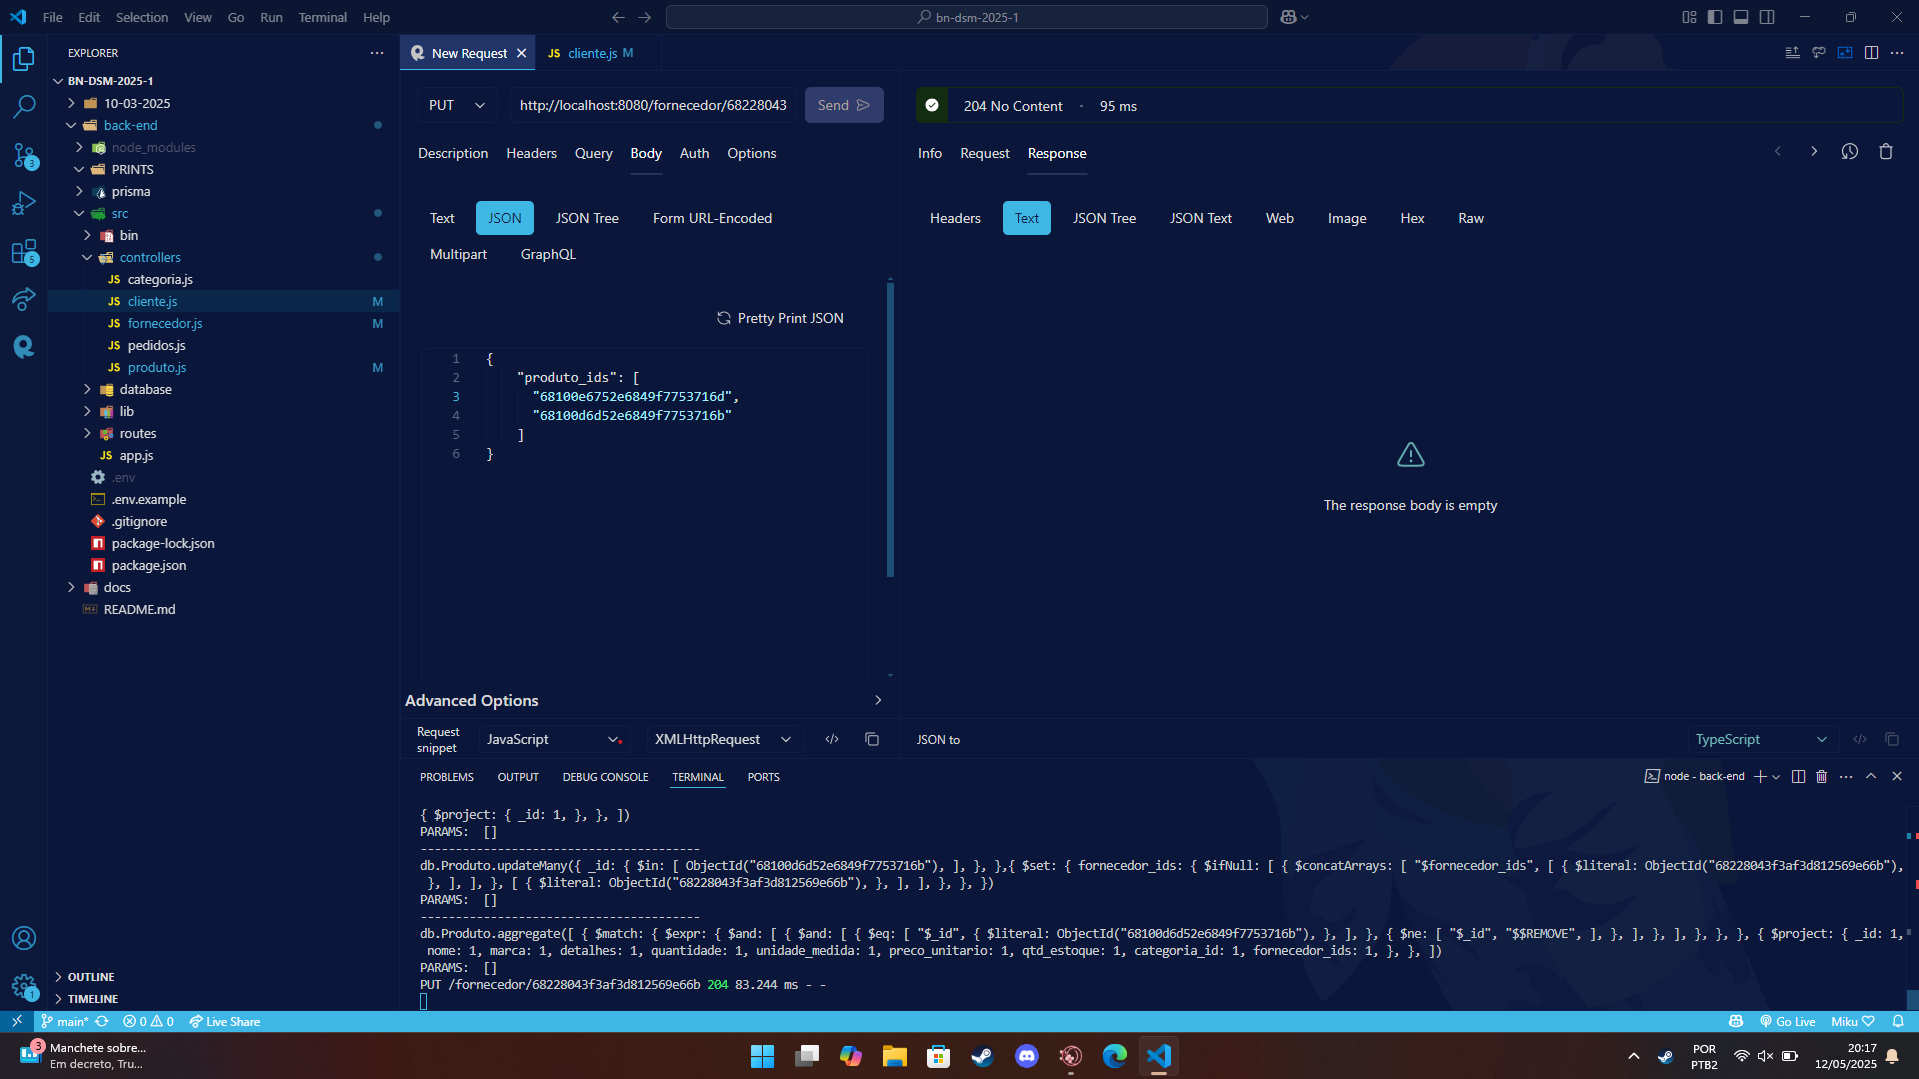 File Edit Selection View Go Run Terminal Help
bn-dsm-2025-1
EXPLORER
BN-DSM-2025-1
10-03-2025
back-end
node_modules
PRINTS
prisma
src
bin
controllers
JS categoria.js
JS cliente.js M
JS fornecedor.js M
JS pedidos.js
JS produto.js M
database
lib
routes
JS app.js
.env
.env.example
.gitignore
package-lock.json
package.json
docs
README.md
OUTLINE
TIMELINE
3
5
1
New Request
JS cliente.js M
PUT
http://localhost:8080/fornecedor/68228043
Send
Description Headers Query Body Auth Options
Text JSON JSON Tree Form URL-Encoded
Multipart GraphQL
Pretty Print JSON
1 {
2 "produto_ids": [
3 "68100e6752e6849f7753716d",
4 "68100d6d52e6849f7753716b"
5 ]
6 }
Advanced Options
Request snippet
JavaScript
XMLHttpRequest
204 No Content · 95 ms
Info Request Response
Headers Text JSON Tree JSON Text Web Image Hex Raw
The response body is empty
JSON to
TypeScript
PROBLEMS OUTPUT DEBUG CONSOLE TERMINAL PORTS
node - back-end
{ $project: { _id: 1, }, }, ])
PARAMS: []
----------------------------------------
db.Produto.updateMany({ _id: { $in: [ ObjectId("68100d6d52e6849f7753716b"), ], }, },{ $set: { fornecedor_ids: { $ifNull: [ { $concatArrays: [ "$fornecedor_ids", [ { $literal: ObjectId("68228043f3af3d812569e66b"),
}, ], ], }, [ { $literal: ObjectId("68228043f3af3d812569e66b"), }, ], ], }, }, })
PARAMS: []
----------------------------------------
db.Produto.aggregate([ { $match: { $expr: { $and: [ { $and: [ { $eq: [ "$_id", { $literal: ObjectId("68100d6d52e6849f7753716b"), }, ], }, { $ne: [ "$_id", "$$REMOVE", ], }, ], }, ], }, }, }, { $project: { _id: 1,
nome: 1, marca: 1, detalhes: 1, quantidade: 1, unidade_medida: 1, preco_unitario: 1, qtd_estoque: 1, categoria_id: 1, fornecedor_ids: 1, }, }, ])
PARAMS: []
PUT /fornecedor/68228043f3af3d812569e66b 204 83.244 ms - -
main* 0 0 Live Share
Go Live Miku
3
Manchete sobre...
Em decreto, Tru...
POR
PTB2
20:17
12/05/2025